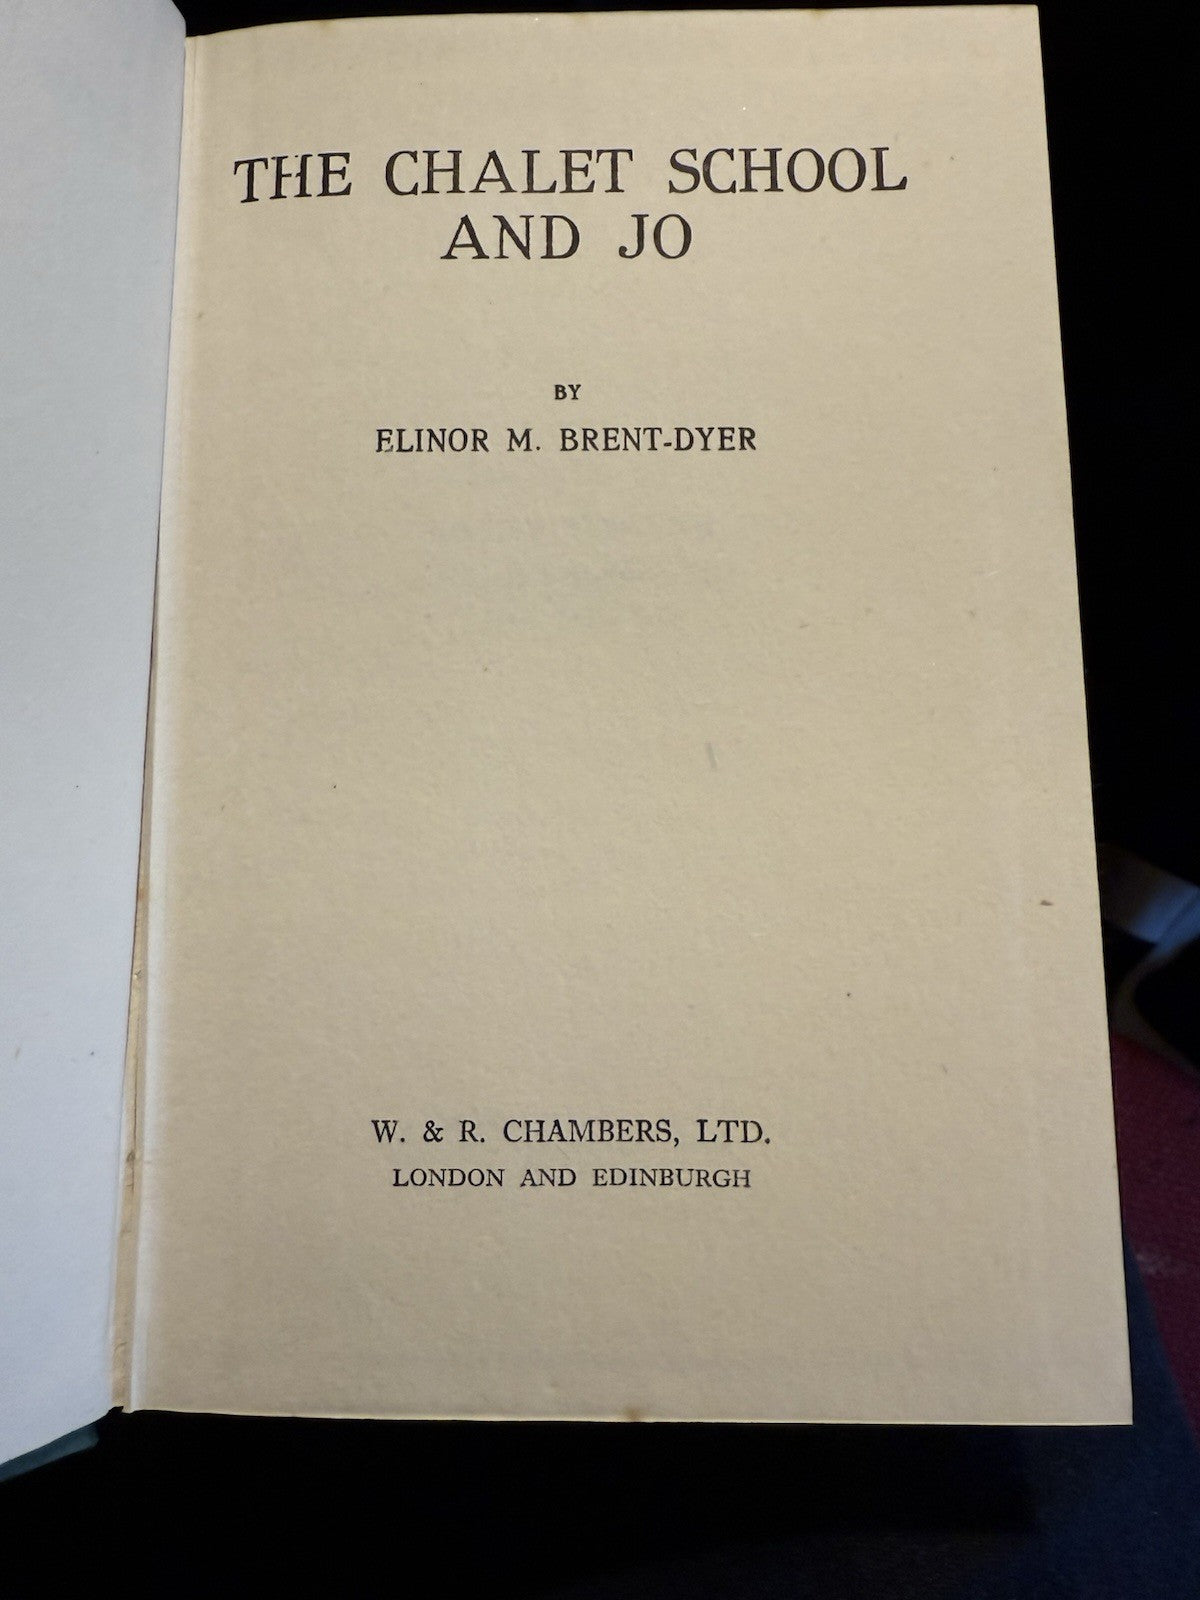 THE CHALET SCHOOL
AND JO
BY
ELINOR M. BRENT-DYER
W. & R. CHAMBERS, LTD.
LONDON AND EDINBURGH